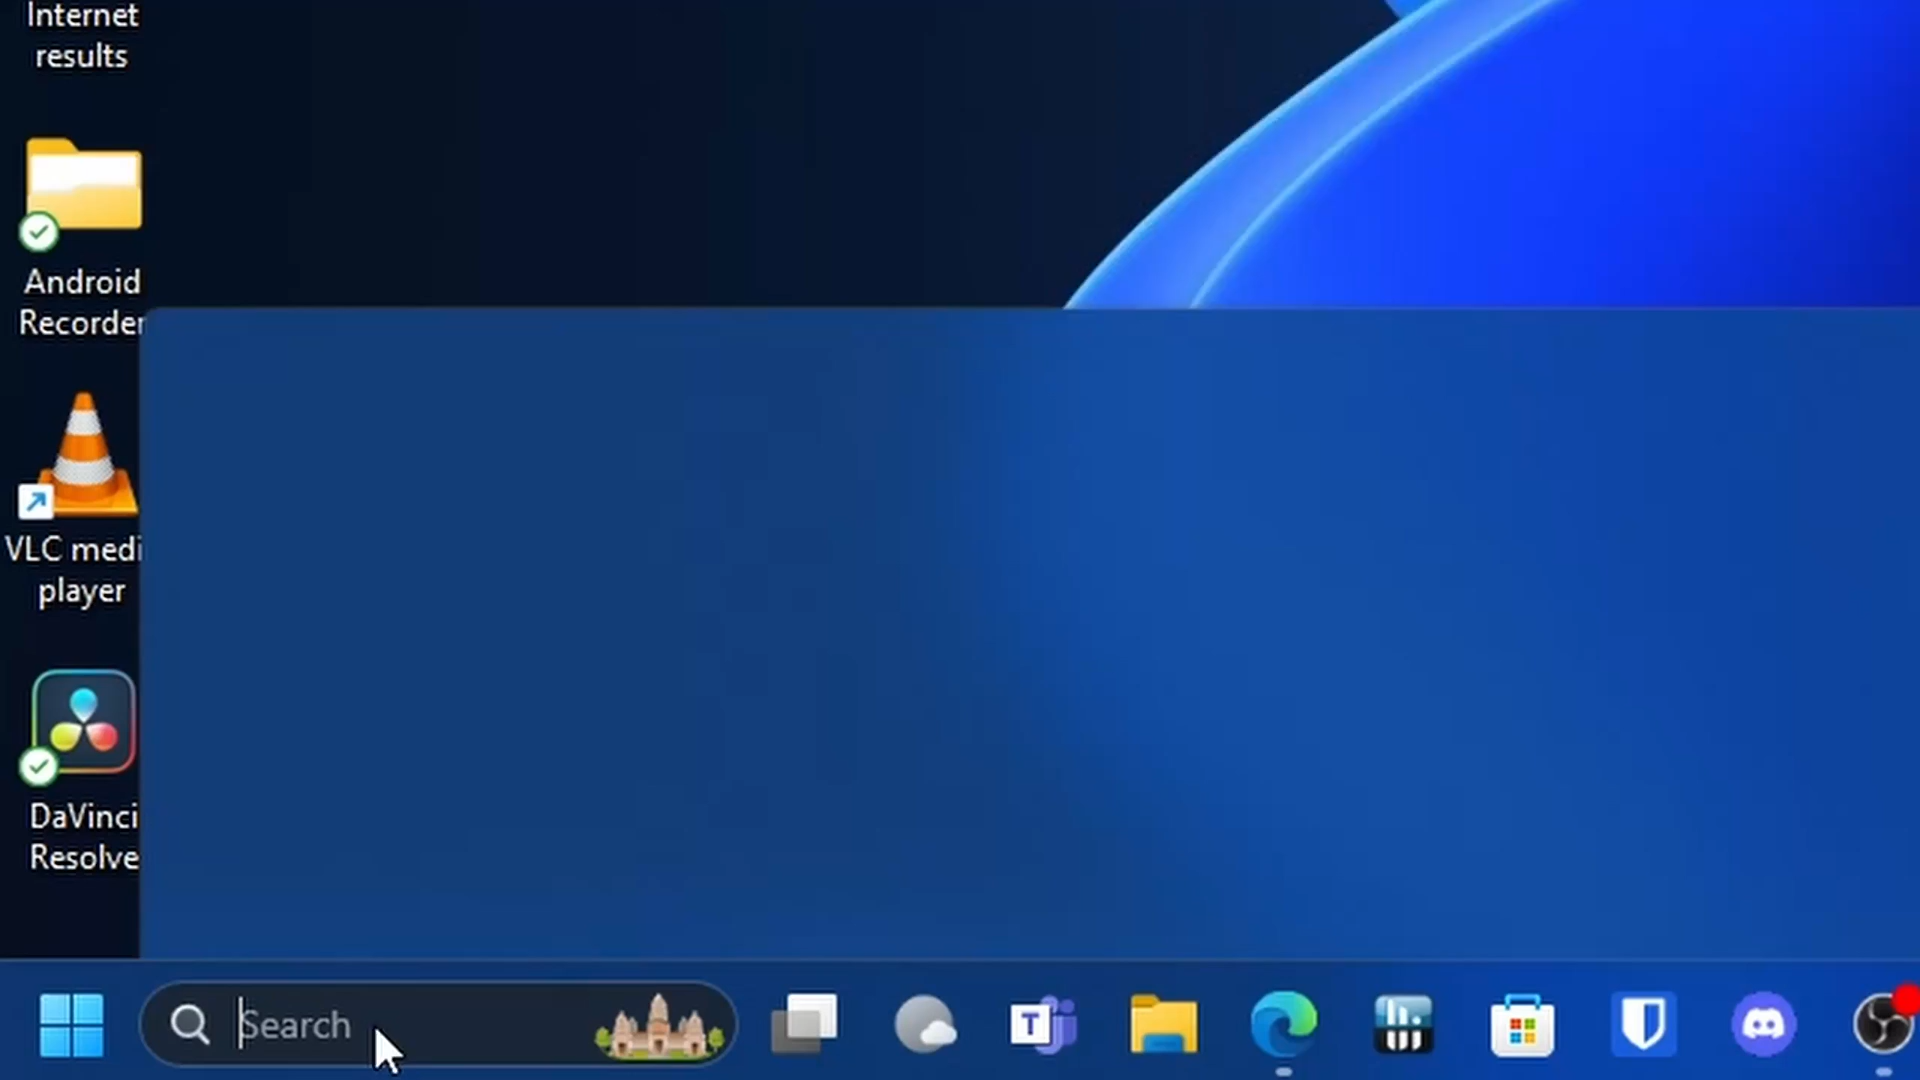 Internet
results
Android
Recorder
VLC medi
player
DaVinci
Resolve
Search
T